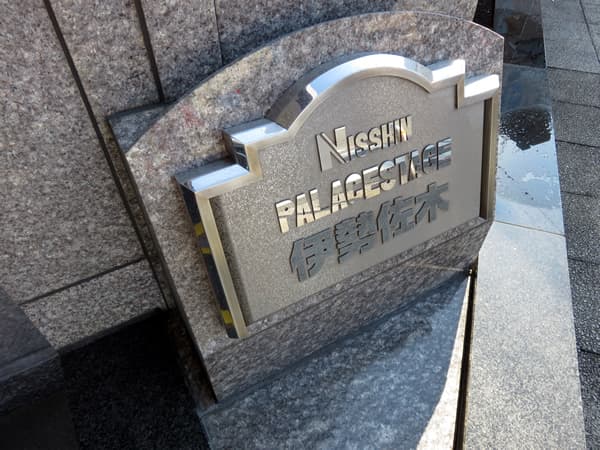 NISSHIN
PALACESTAGE
伊勢佐木